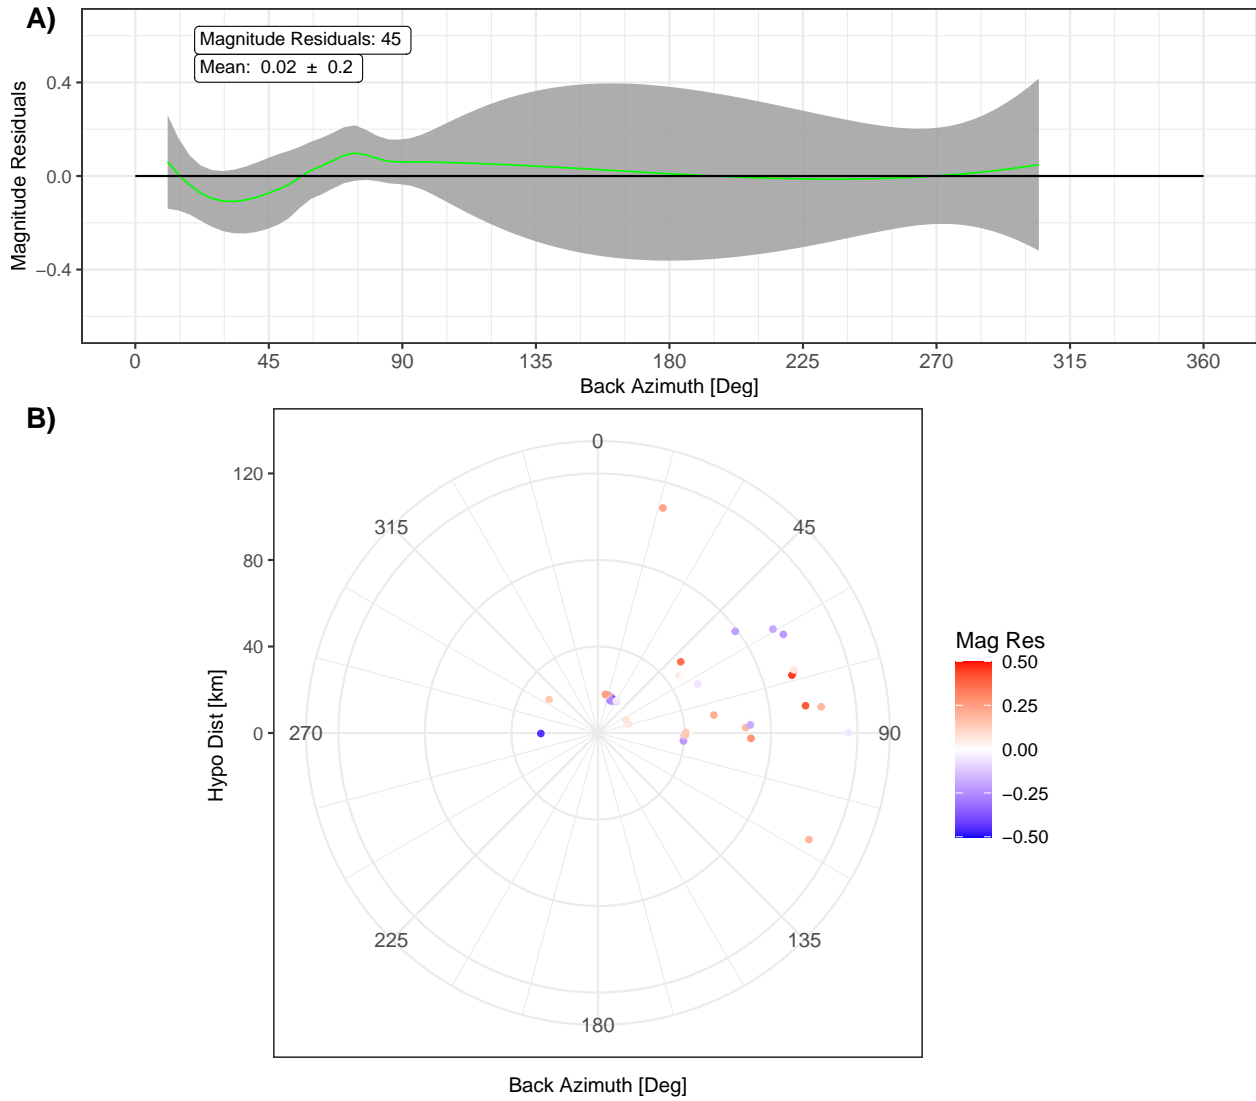 A)
Magnitude Residuals: 45
Mean:  0.02  ±  0.2
Magnitude Residuals
0.4
0.0
−0.4
0 45 90 135 180 225 270 315 360
Back Azimuth [Deg]
B)
Hypo Dist [km]
120
80
40
0
0
45
90
135
180
225
270
315
Back Azimuth [Deg]
Mag Res
0.50
0.25
0.00
−0.25
−0.50